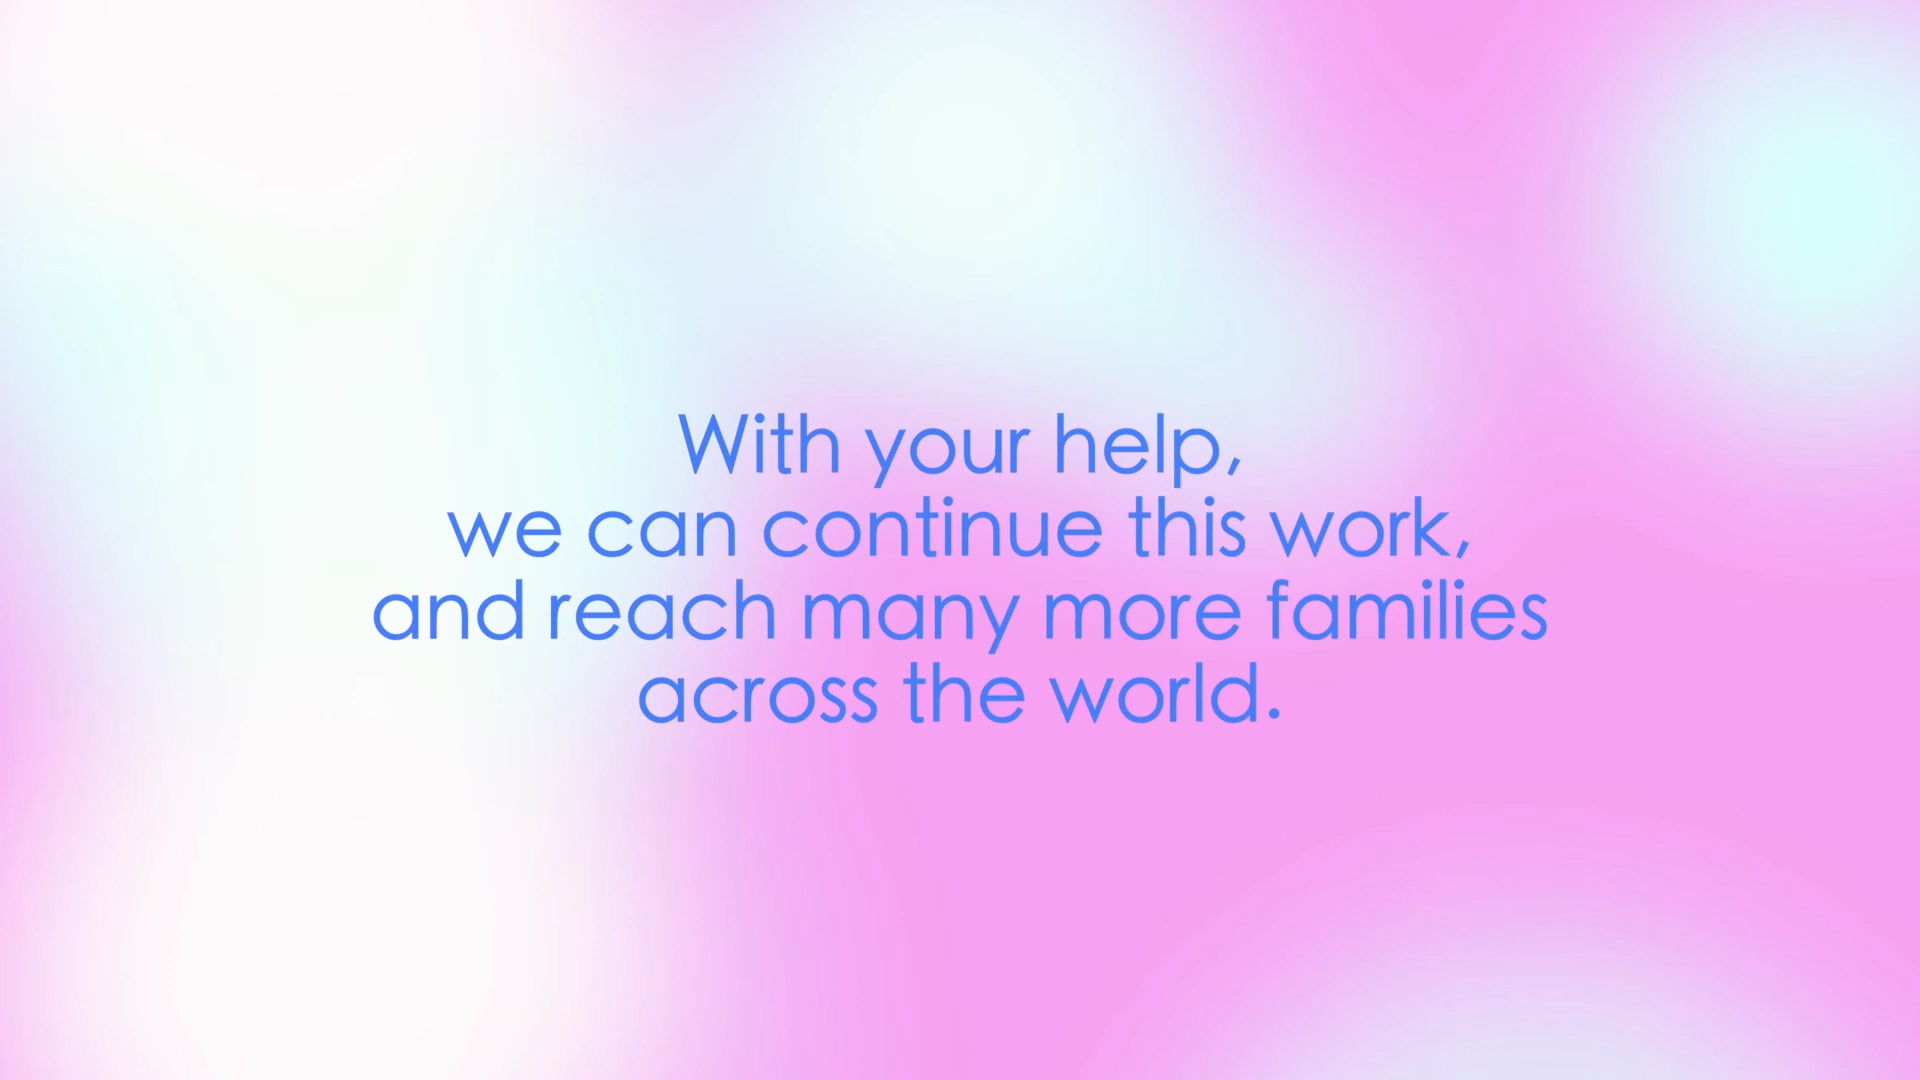 With your help,
we can continue this work,
and reach many more families
across the world.